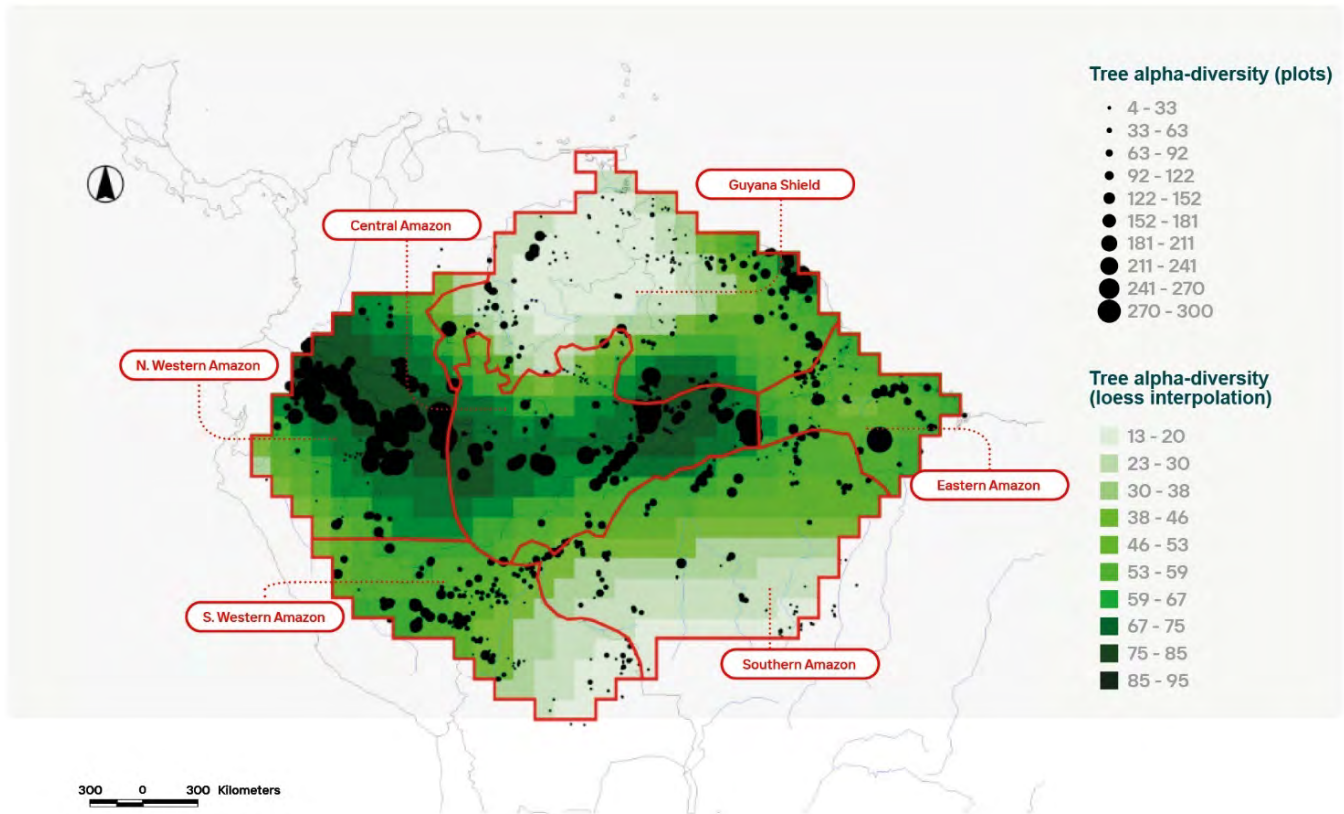 Tree alpha-diversity (plots)
4 - 33
33 - 63
63 - 92
92 - 122
122 - 152
152 - 181
181 - 211
211 - 241
241 - 270
270 - 300
Guyana Shield
Central Amazon
N. Western Amazon
Eastern Amazon
S. Western Amazon
Southern Amazon
Tree alpha-diversity
(loess interpolation)
13 - 20
23 - 30
30 - 38
38 - 46
46 - 53
53 - 59
59 - 67
67 - 75
75 - 85
85 - 95
300 0 300 Kilometers